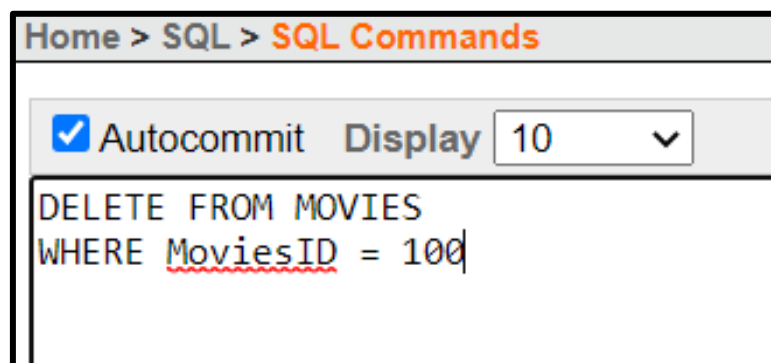 Home > SQL > SQL Commands
Autocommit Display 10
DELETE FROM MOVIES
WHERE MoviesID = 100